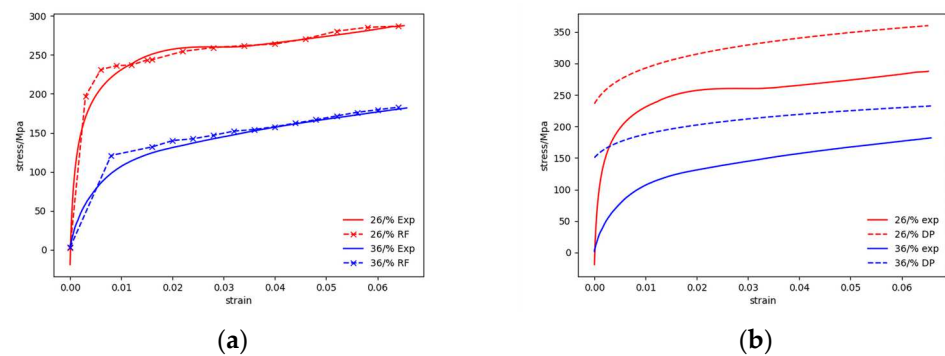 300
250
200
150
100
50
0
stress/Mpa
26/% Exp
26/% RF
36/% Exp
36/% RF
0.00 0.01 0.02 0.03 0.04 0.05 0.06
strain
(a)
350
300
250
200
150
100
50
0
stress/Mpa
26/% exp
26/% DP
36/% exp
36/% DP
0.00 0.01 0.02 0.03 0.04 0.05 0.06
strain
(b)